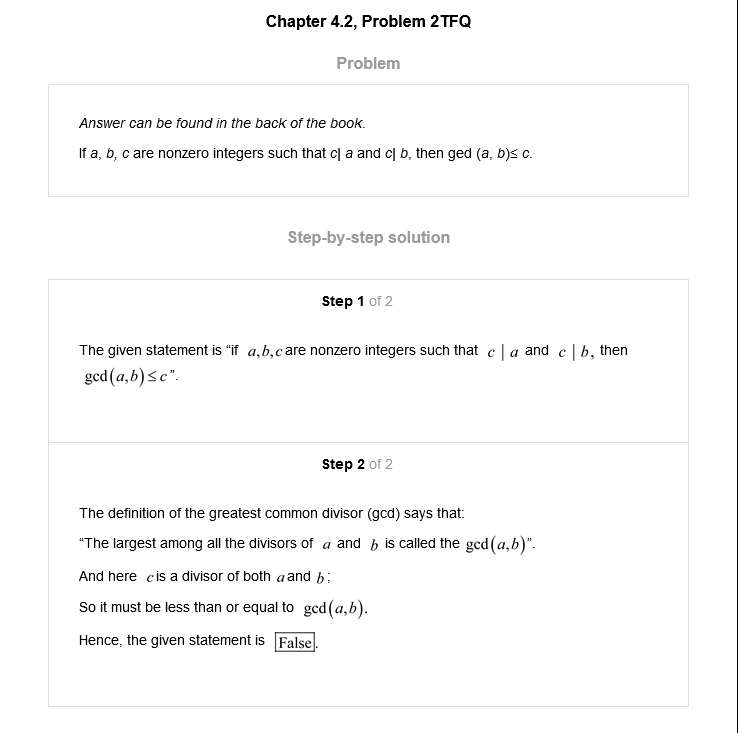 Chapter 4.2, Problem 2TFQ
Problem
Answer can be found in the back of the book.
If a, b, c are nonzero integers such that c| a and c| b, then ged (a, b)≤ c.
Step-by-step solution
Step 1 of 2
The given statement is “if a,b,c are nonzero integers such that c | a and c | b, then
gcd(a,b)≤c”.
Step 2 of 2
The definition of the greatest common divisor (gcd) says that:
“The largest among all the divisors of a and b is called the gcd(a,b)”.
And here c is a divisor of both a and b;
So it must be less than or equal to gcd(a,b).
Hence, the given statement is False.